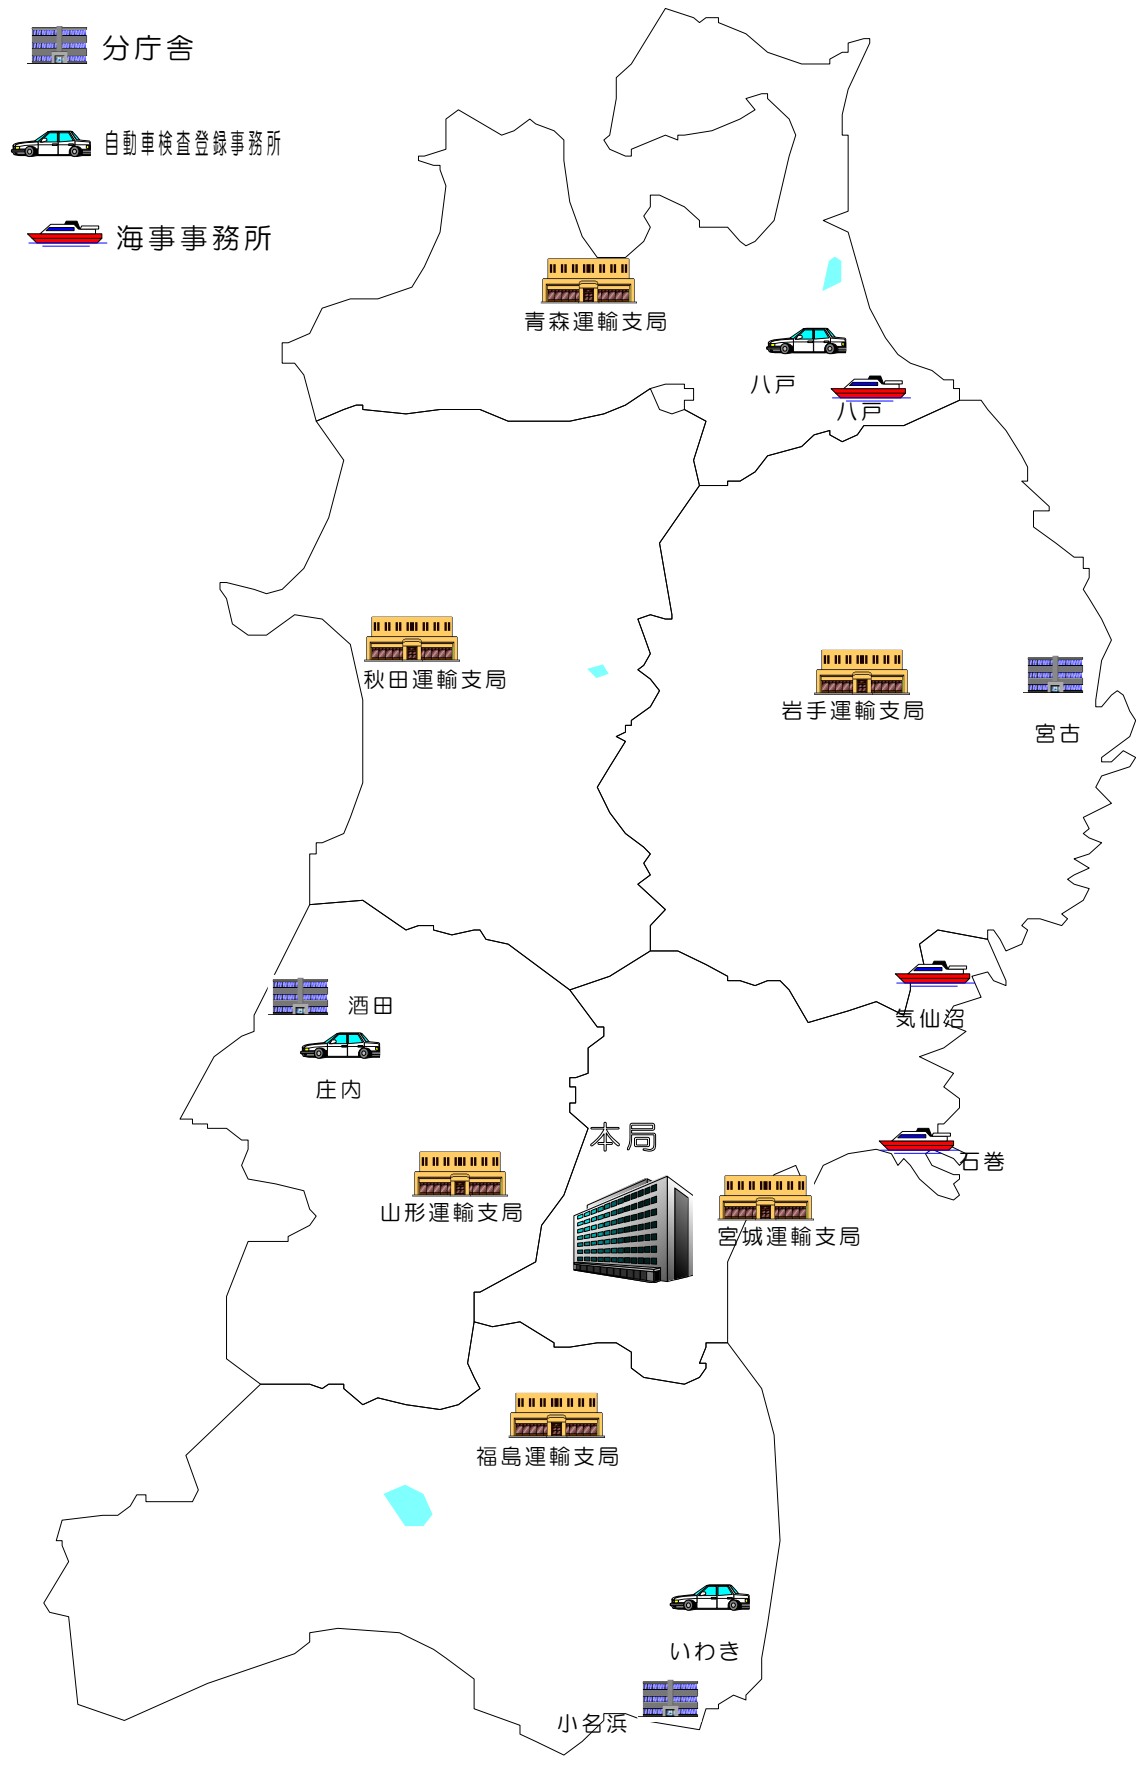 分庁舎
自動車検査登録事務所
海事事務所
青森運輸支局
八戸
八戸
秋田運輸支局
岩手運輸支局
宮古
酒田
気仙沼
庄内
本局
石巻
山形運輸支局
宮城運輸支局
福島運輸支局
いわき
小名浜